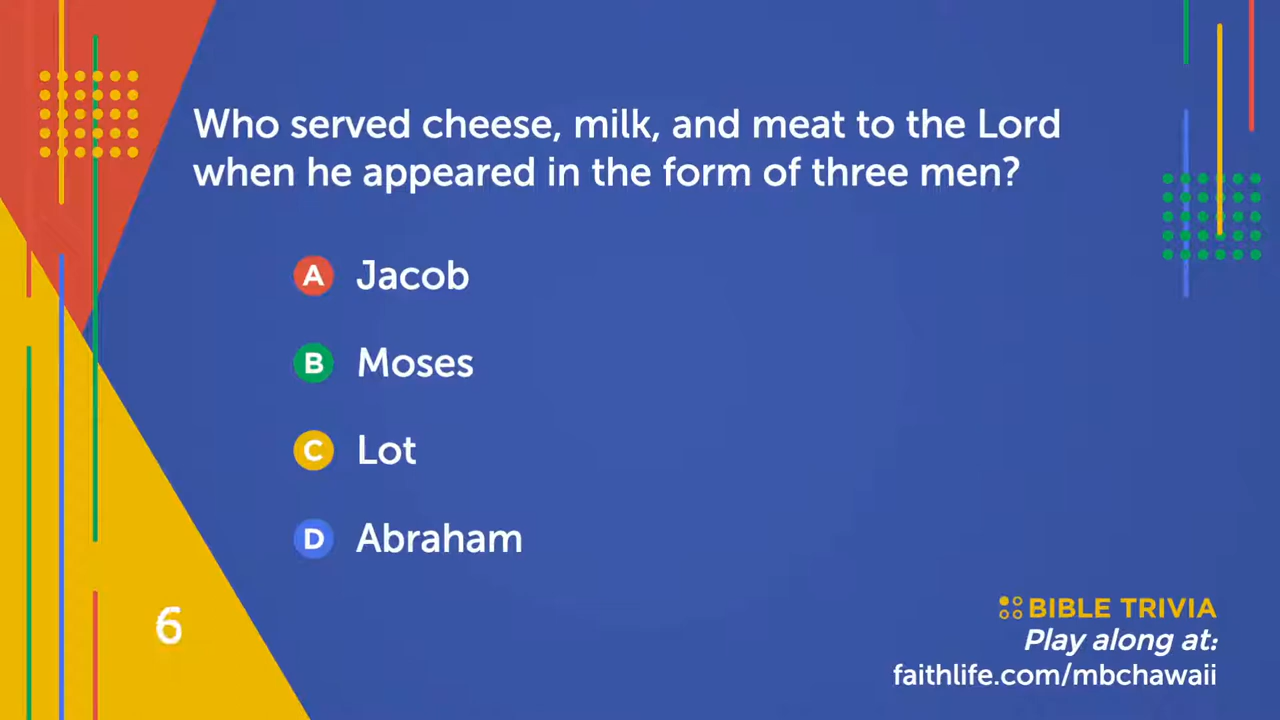 Who served cheese, milk, and meat to the Lord
when he appeared in the form of three men?
A Jacob
B Moses
C Lot
D Abraham
6
BIBLE TRIVIA
Play along at:
faithlife.com/mbchawaii